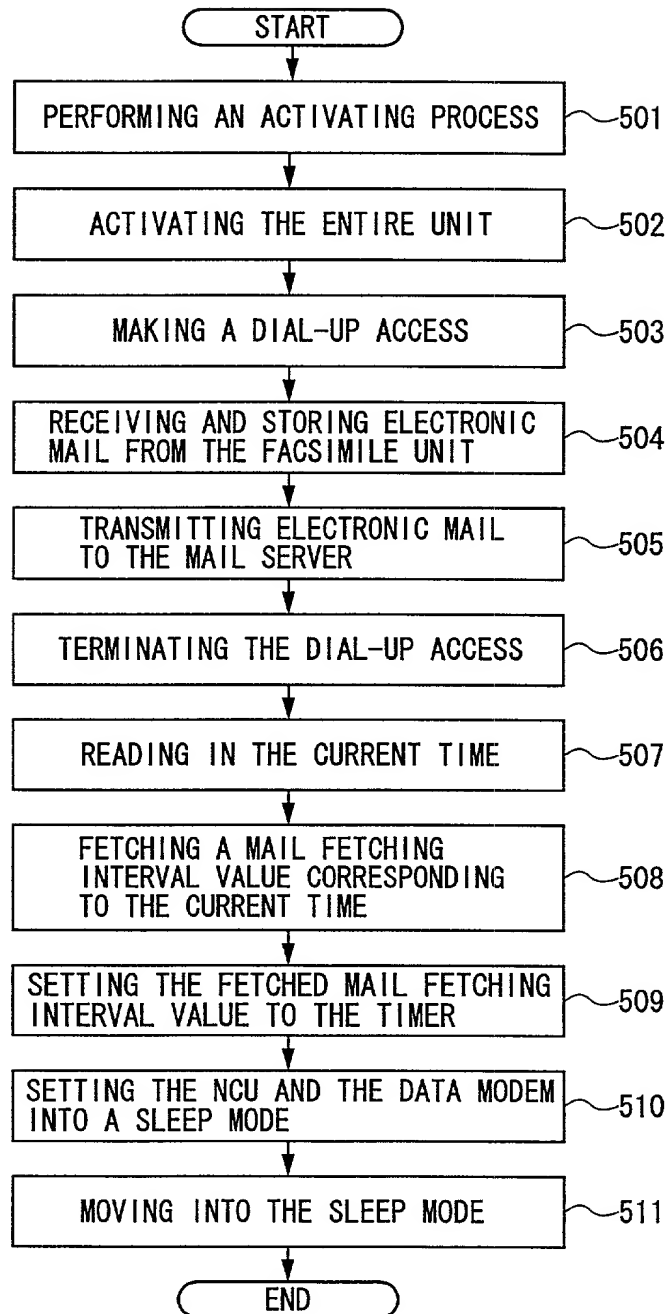 START
PERFORMING AN ACTIVATING PROCESS 501
ACTIVATING THE ENTIRE UNIT 502
MAKING A DIAL-UP ACCESS 503
RECEIVING AND STORING ELECTRONIC
MAIL FROM THE FACSIMILE UNIT 504
TRANSMITTING ELECTRONIC MAIL
TO THE MAIL SERVER 505
TERMINATING THE DIAL-UP ACCESS 506
READING IN THE CURRENT TIME 507
FETCHING A MAIL FETCHING
INTERVAL VALUE CORRESPONDING 508
TO THE CURRENT TIME
SETTING THE FETCHED MAIL FETCHING
INTERVAL VALUE TO THE TIMER 509
SETTING THE NCU AND THE DATA MODEM
INTO A SLEEP MODE 510
MOVING INTO THE SLEEP MODE 511
END